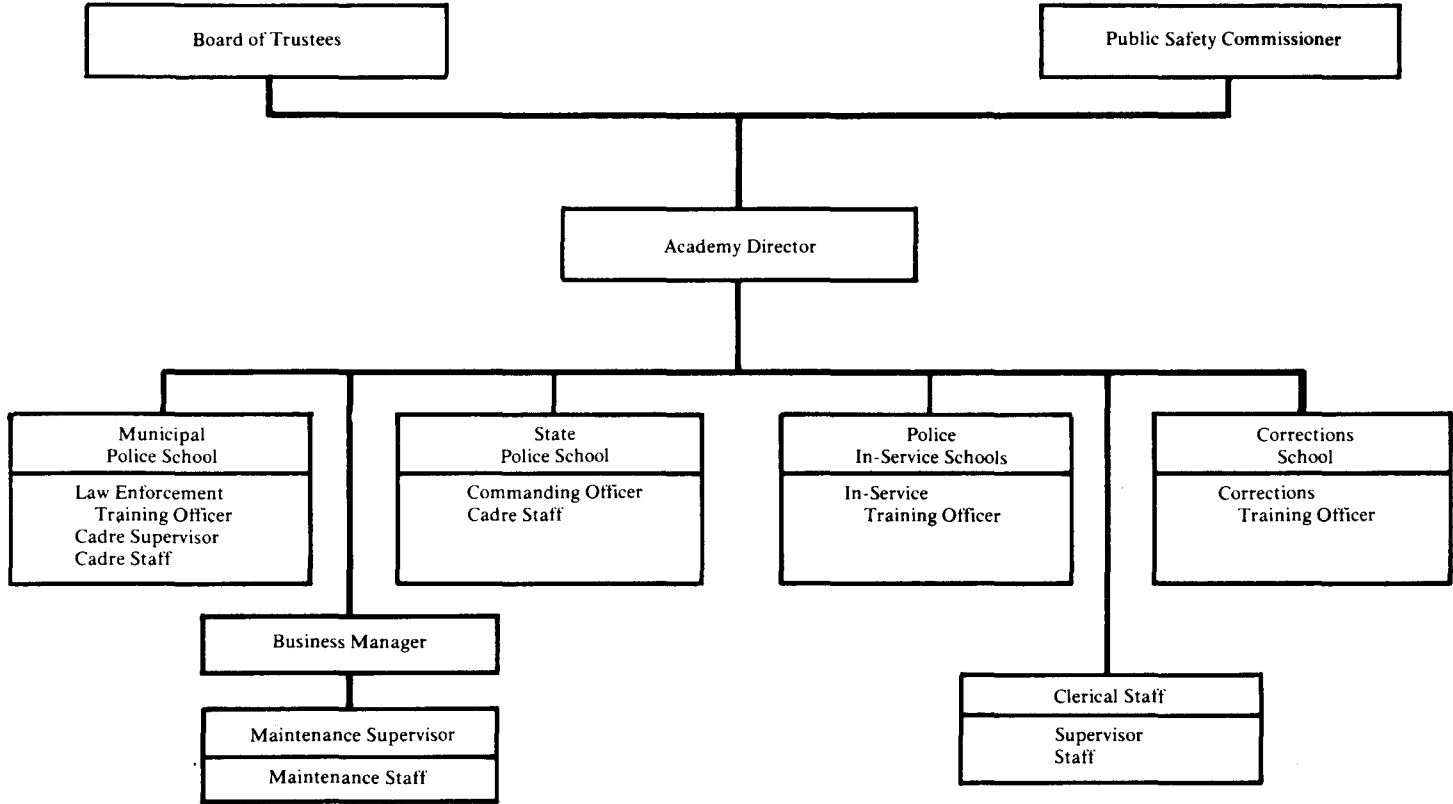 Board of Trustees
Public Safety Commissioner
Academy Director
Municipal
Police School
Law Enforcement
Training Officer
Cadre Supervisor
Cadre Staff
State
Police School
Commanding Officer
Cadre Staff
Police
In-Service Schools
In-Service
Training Officer
Corrections
School
Corrections
Training Officer
Business Manager
Maintenance Supervisor
Maintenance Staff
Clerical Staff
Supervisor
Staff